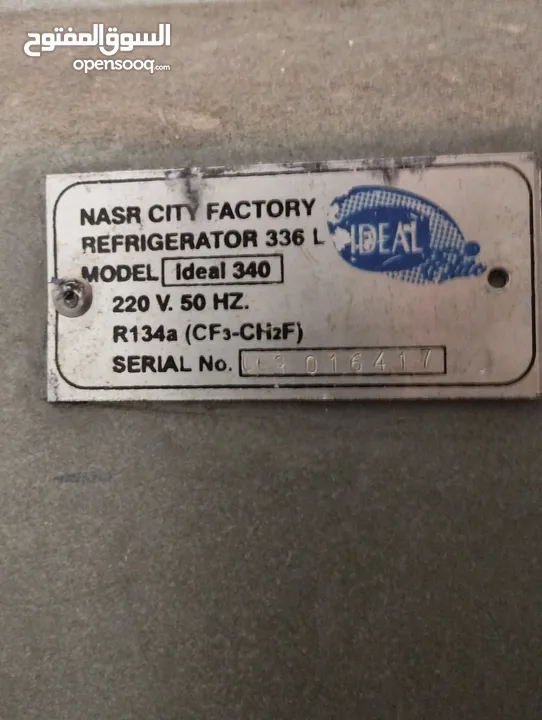 السوق المفتوح
opensooq.com
NASR CITY FACTORY
REFRIGERATOR 336 L
IDEAL
MODEL Ideal 340
220 V. 50 HZ.
R134a (CF3-CH2F)
SERIAL No. 016417